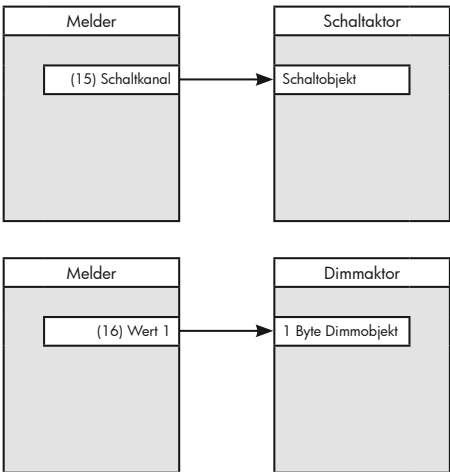 Melder
Schaltaktor
(15) Schaltkanal
Schaltobjekt
Melder
Dimmaktor
(16) Wert 1
1 Byte Dimmobjekt